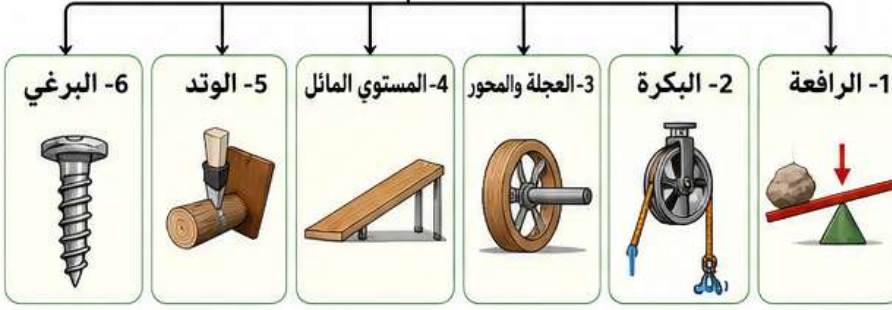 1- الرافعة
2- البكرة
3-العجلة والمحور
4-المستوي المائل
5- الوتد
6- البرغي